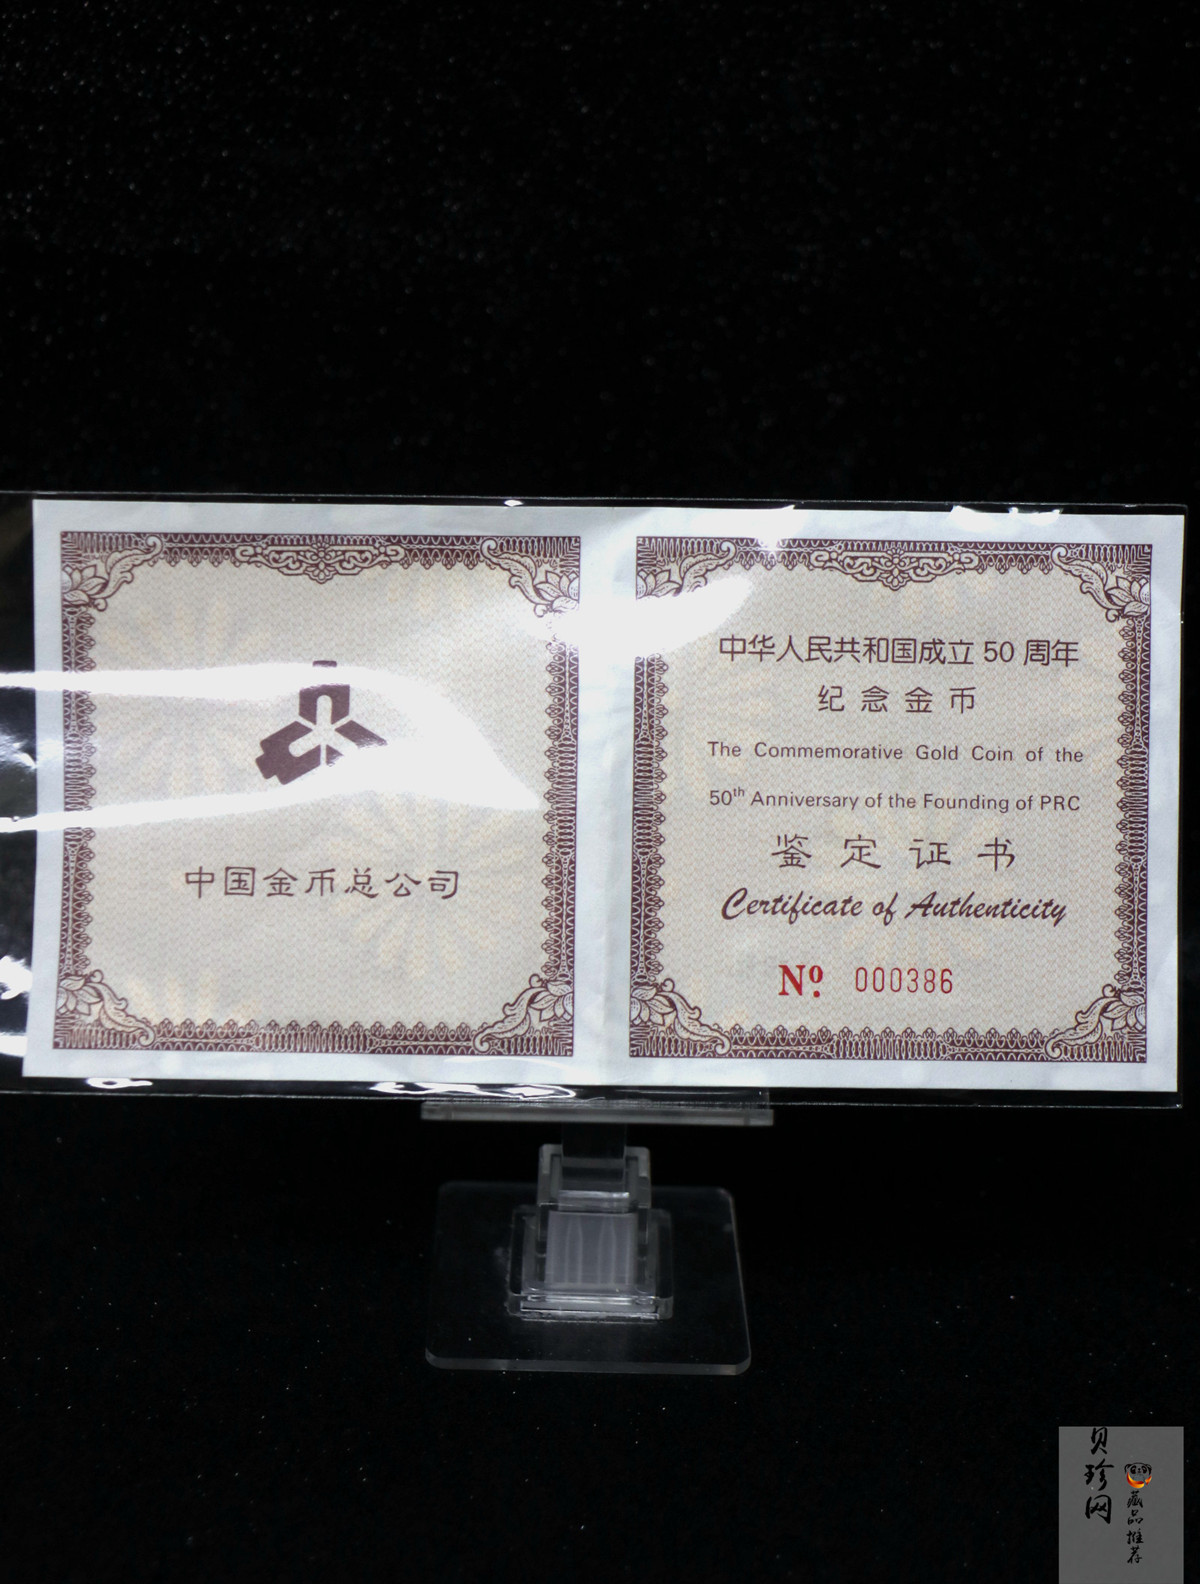 中国金币总公司
中华人民共和国成立50周年
纪念金币
The Commemorative Gold Coin of the
50th Anniversary of the Founding of PRC
鉴定证书
Certificate of Authenticity
Nº. 000386
贝珍网
藏品推荐